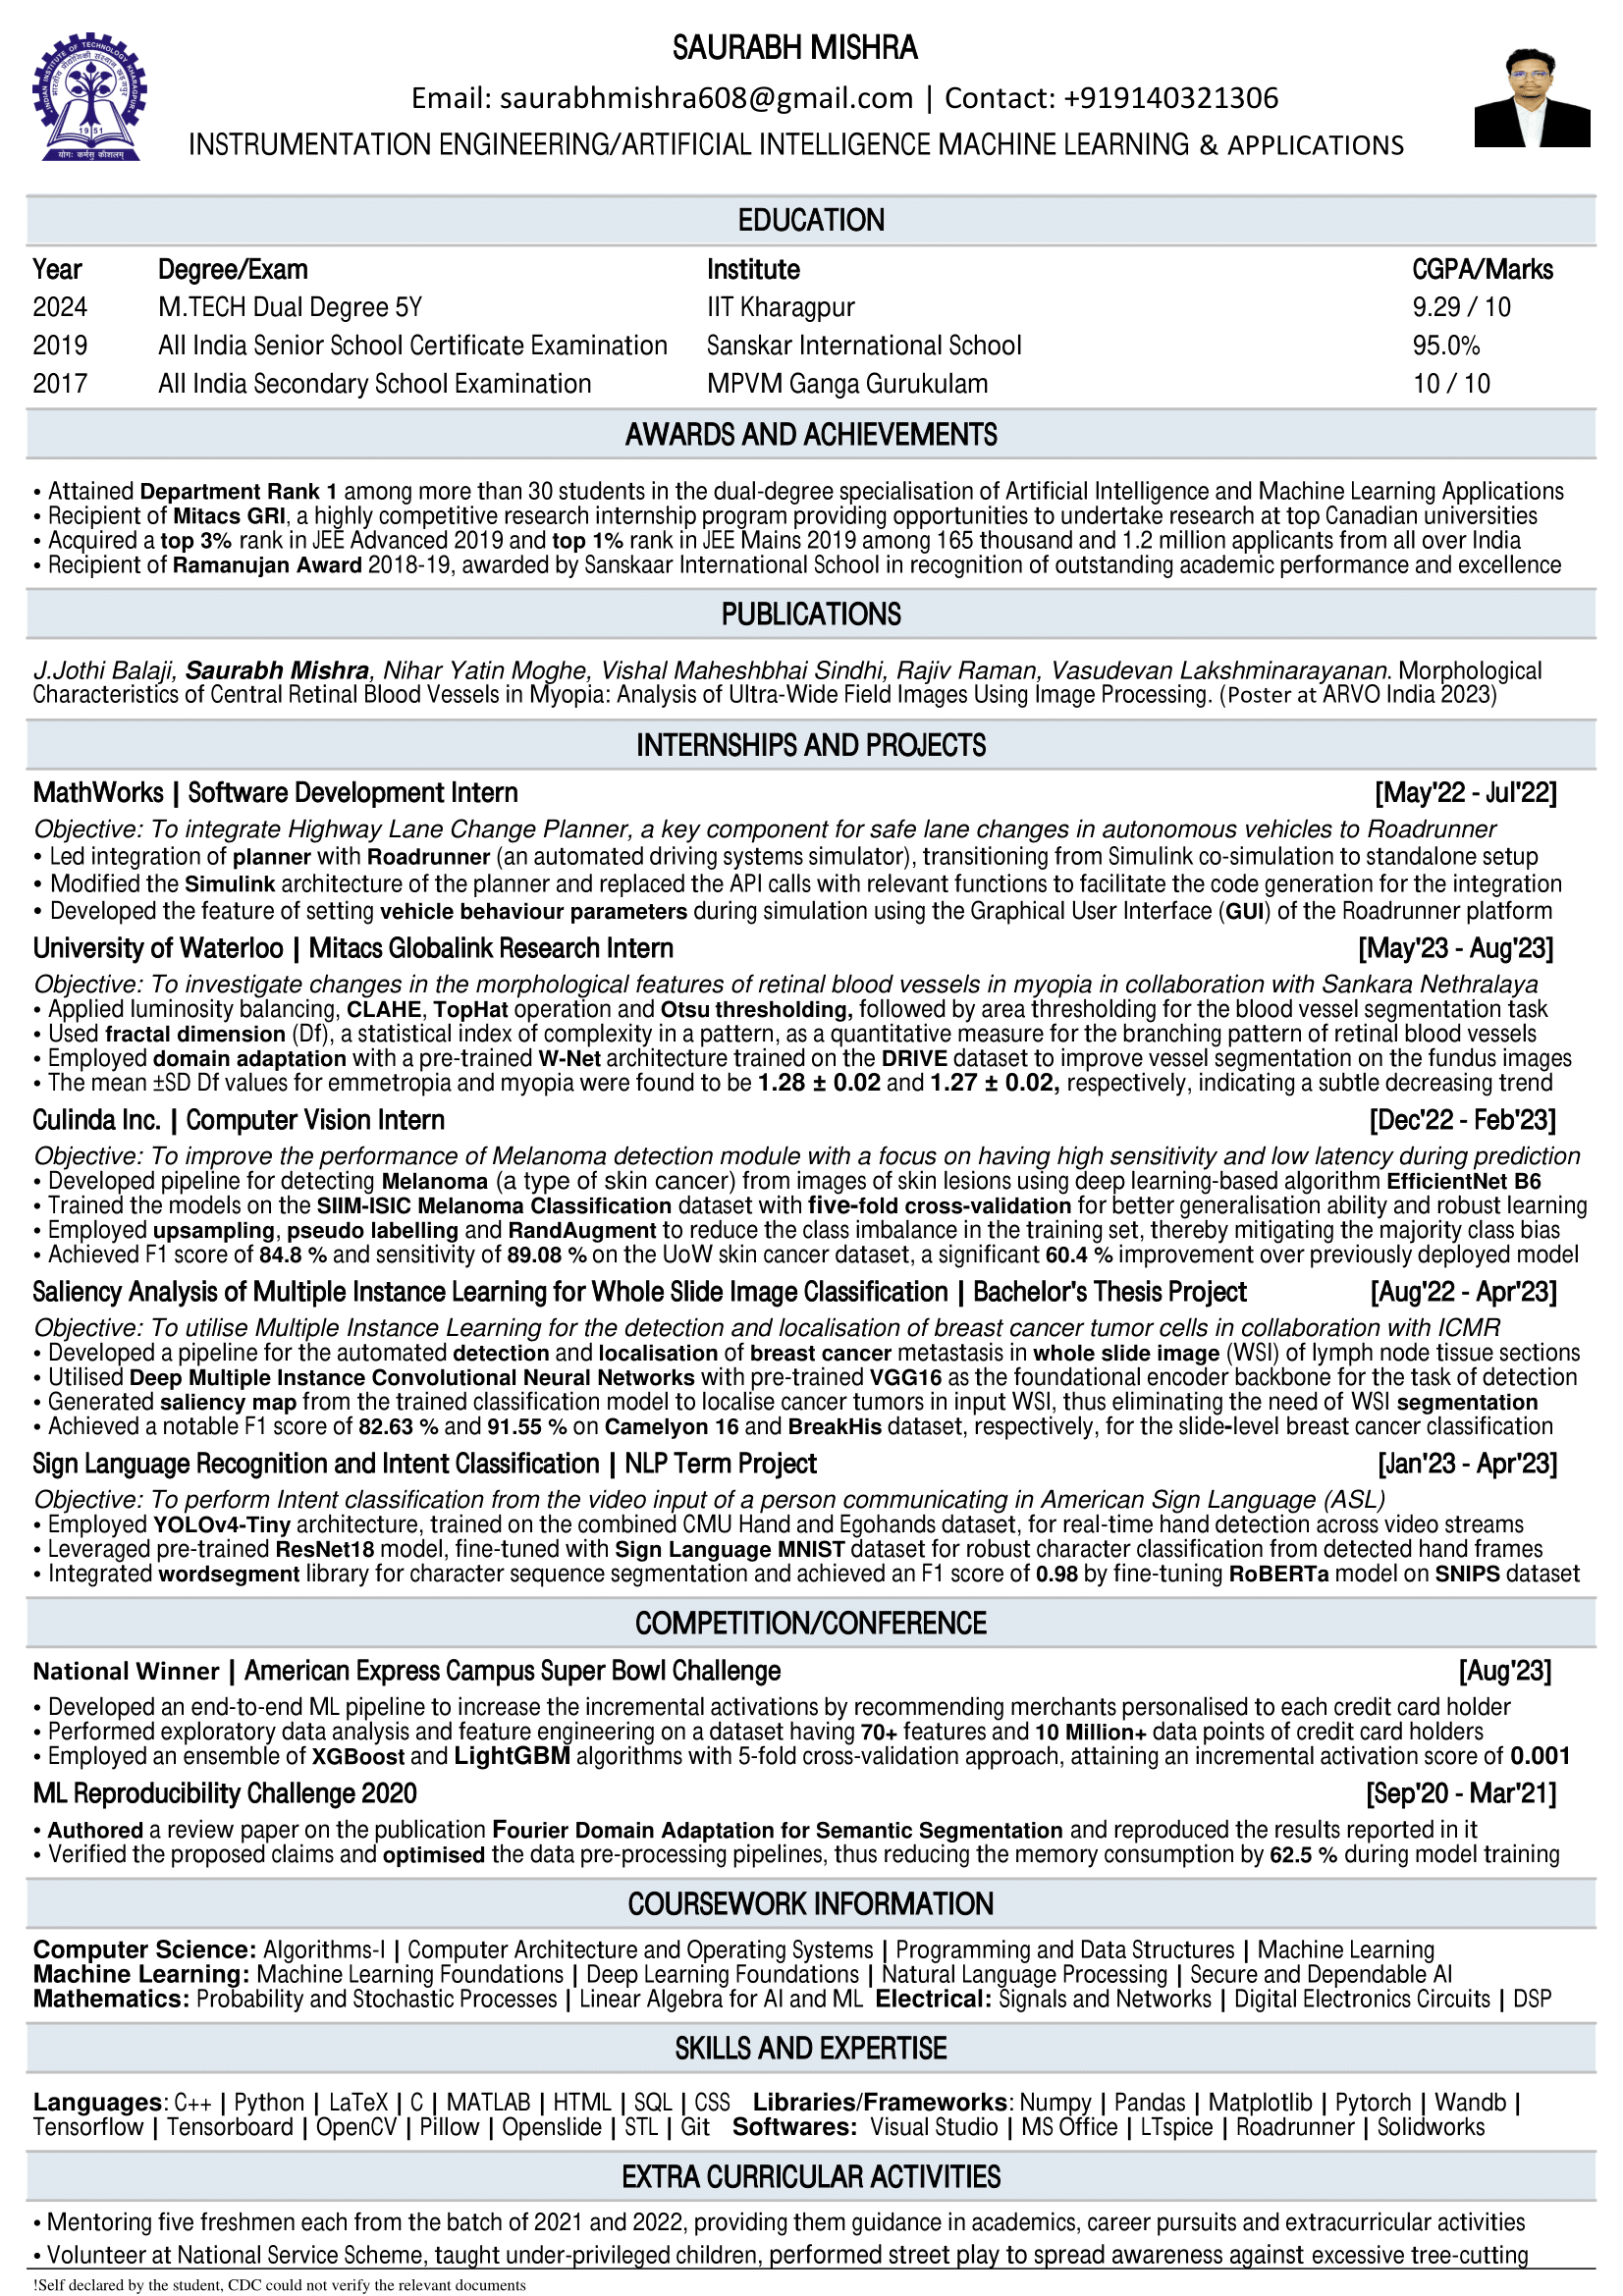 INDIAN INSTITUTE OF TECHNOLOGY KHARAGPUR
भारतीय प्रौद्योगिकी संस्थान खड़गपुर
1951
योगः कर्मसु कौशलम्
SAURABH MISHRA
Email: saurabhmishra608@gmail.com | Contact: +919140321306
INSTRUMENTATION ENGINEERING/ARTIFICIAL INTELLIGENCE MACHINE LEARNING & APPLICATIONS
EDUCATION
Year Degree/Exam Institute CGPA/Marks
2024 M.TECH Dual Degree 5Y IIT Kharagpur 9.29 / 10
2019 All India Senior School Certificate Examination Sanskar International School 95.0%
2017 All India Secondary School Examination MPVM Ganga Gurukulam 10 / 10
AWARDS AND ACHIEVEMENTS
• Attained Department Rank 1 among more than 30 students in the dual-degree specialisation of Artificial Intelligence and Machine Learning Applications
• Recipient of Mitacs GRI, a highly competitive research internship program providing opportunities to undertake research at top Canadian universities
• Acquired a top 3% rank in JEE Advanced 2019 and top 1% rank in JEE Mains 2019 among 165 thousand and 1.2 million applicants from all over India
• Recipient of Ramanujan Award 2018-19, awarded by Sanskaar International School in recognition of outstanding academic performance and excellence
PUBLICATIONS
J.Jothi Balaji, Saurabh Mishra, Nihar Yatin Moghe, Vishal Maheshbhai Sindhi, Rajiv Raman, Vasudevan Lakshminarayanan. Morphological
Characteristics of Central Retinal Blood Vessels in Myopia: Analysis of Ultra-Wide Field Images Using Image Processing. (Poster at ARVO India 2023)
INTERNSHIPS AND PROJECTS
MathWorks | Software Development Intern [May'22 - Jul'22]
Objective: To integrate Highway Lane Change Planner, a key component for safe lane changes in autonomous vehicles to Roadrunner
• Led integration of planner with Roadrunner (an automated driving systems simulator), transitioning from Simulink co-simulation to standalone setup
• Modified the Simulink architecture of the planner and replaced the API calls with relevant functions to facilitate the code generation for the integration
• Developed the feature of setting vehicle behaviour parameters during simulation using the Graphical User Interface (GUI) of the Roadrunner platform
University of Waterloo | Mitacs Globalink Research Intern [May'23 - Aug'23]
Objective: To investigate changes in the morphological features of retinal blood vessels in myopia in collaboration with Sankara Nethralaya
• Applied luminosity balancing, CLAHE, TopHat operation and Otsu thresholding, followed by area thresholding for the blood vessel segmentation task
• Used fractal dimension (Df), a statistical index of complexity in a pattern, as a quantitative measure for the branching pattern of retinal blood vessels
• Employed domain adaptation with a pre-trained W-Net architecture trained on the DRIVE dataset to improve vessel segmentation on the fundus images
• The mean ±SD Df values for emmetropia and myopia were found to be 1.28 ± 0.02 and 1.27 ± 0.02, respectively, indicating a subtle decreasing trend
Culinda Inc. | Computer Vision Intern [Dec'22 - Feb'23]
Objective: To improve the performance of Melanoma detection module with a focus on having high sensitivity and low latency during prediction
• Developed pipeline for detecting Melanoma (a type of skin cancer) from images of skin lesions using deep learning-based algorithm EfficientNet B6
• Trained the models on the SIIM-ISIC Melanoma Classification dataset with five-fold cross-validation for better generalisation ability and robust learning
• Employed upsampling, pseudo labelling and RandAugment to reduce the class imbalance in the training set, thereby mitigating the majority class bias
• Achieved F1 score of 84.8 % and sensitivity of 89.08 % on the UoW skin cancer dataset, a significant 60.4 % improvement over previously deployed model
Saliency Analysis of Multiple Instance Learning for Whole Slide Image Classification | Bachelor's Thesis Project [Aug'22 - Apr'23]
Objective: To utilise Multiple Instance Learning for the detection and localisation of breast cancer tumor cells in collaboration with ICMR
• Developed a pipeline for the automated detection and localisation of breast cancer metastasis in whole slide image (WSI) of lymph node tissue sections
• Utilised Deep Multiple Instance Convolutional Neural Networks with pre-trained VGG16 as the foundational encoder backbone for the task of detection
• Generated saliency map from the trained classification model to localise cancer tumors in input WSI, thus eliminating the need of WSI segmentation
• Achieved a notable F1 score of 82.63 % and 91.55 % on Camelyon 16 and BreakHis dataset, respectively, for the slide-level breast cancer classification
Sign Language Recognition and Intent Classification | NLP Term Project [Jan'23 - Apr'23]
Objective: To perform Intent classification from the video input of a person communicating in American Sign Language (ASL)
• Employed YOLOv4-Tiny architecture, trained on the combined CMU Hand and Egohands dataset, for real-time hand detection across video streams
• Leveraged pre-trained ResNet18 model, fine-tuned with Sign Language MNIST dataset for robust character classification from detected hand frames
• Integrated wordsegment library for character sequence segmentation and achieved an F1 score of 0.98 by fine-tuning RoBERTa model on SNIPS dataset
COMPETITION/CONFERENCE
National Winner | American Express Campus Super Bowl Challenge [Aug'23]
• Developed an end-to-end ML pipeline to increase the incremental activations by recommending merchants personalised to each credit card holder
• Performed exploratory data analysis and feature engineering on a dataset having 70+ features and 10 Million+ data points of credit card holders
• Employed an ensemble of XGBoost and LightGBM algorithms with 5-fold cross-validation approach, attaining an incremental activation score of 0.001
ML Reproducibility Challenge 2020 [Sep'20 - Mar'21]
• Authored a review paper on the publication Fourier Domain Adaptation for Semantic Segmentation and reproduced the results reported in it
• Verified the proposed claims and optimised the data pre-processing pipelines, thus reducing the memory consumption by 62.5 % during model training
COURSEWORK INFORMATION
Computer Science: Algorithms-I | Computer Architecture and Operating Systems | Programming and Data Structures | Machine Learning
Machine Learning: Machine Learning Foundations | Deep Learning Foundations | Natural Language Processing | Secure and Dependable AI
Mathematics: Probability and Stochastic Processes | Linear Algebra for AI and ML Electrical: Signals and Networks | Digital Electronics Circuits | DSP
SKILLS AND EXPERTISE
Languages: C++ | Python | LaTeX | C | MATLAB | HTML | SQL | CSS Libraries/Frameworks: Numpy | Pandas | Matplotlib | Pytorch | Wandb |
Tensorflow | Tensorboard | OpenCV | Pillow | Openslide | STL | Git Softwares: Visual Studio | MS Office | LTspice | Roadrunner | Solidworks
EXTRA CURRICULAR ACTIVITIES
• Mentoring five freshmen each from the batch of 2021 and 2022, providing them guidance in academics, career pursuits and extracurricular activities
• Volunteer at National Service Scheme, taught under-privileged children, performed street play to spread awareness against excessive tree-cutting
!Self declared by the student, CDC could not verify the relevant documents